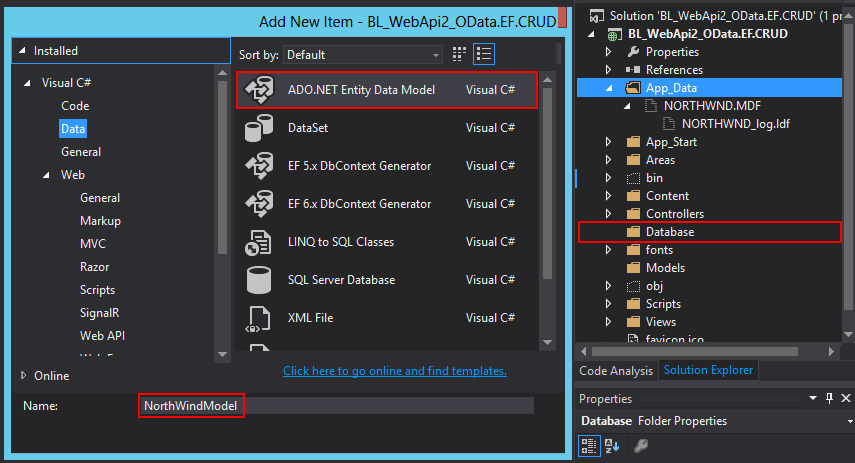 Add New Item - BL_WebApi2_OData.EF.CRUD
Installed
Visual C#
Code
Data
General
Web
General
Markup
MVC
Razor
Scripts
SignalR
Web API
Online
Sort by: Default
ADO.NET Entity Data Model Visual C#
DataSet Visual C#
EF 5.x DbContext Generator Visual C#
EF 6.x DbContext Generator Visual C#
LINQ to SQL Classes Visual C#
SQL Server Database Visual C#
XML File Visual C#
Click here to go online and find templates.
Name: NorthWindModel
Solution 'BL_WebApi2_OData.EF.CRUD' (1 pr
BL_WebApi2_OData.EF.CRUD
Properties
References
App_Data
NORTHWND.MDF
NORTHWND_log.ldf
App_Start
Areas
bin
Content
Controllers
Database
fonts
Models
obj
Scripts
Views
favicon.ico
Code Analysis Solution Explorer
Properties
Database Folder Properties